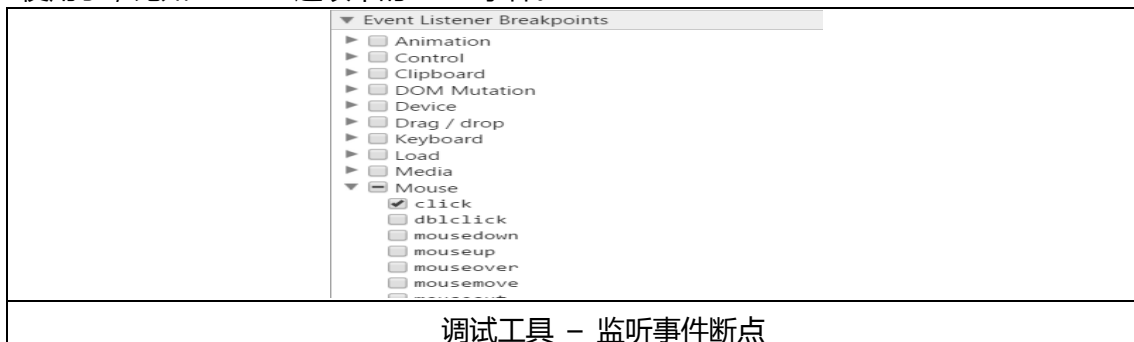 Event Listener Breakpoints
Animation
Control
Clipboard
DOM Mutation
Device
Drag / drop
Keyboard
Load
Media
Mouse
click
dblclick
mousedown
mouseup
mouseover
mousemove
调试工具 – 监听事件断点